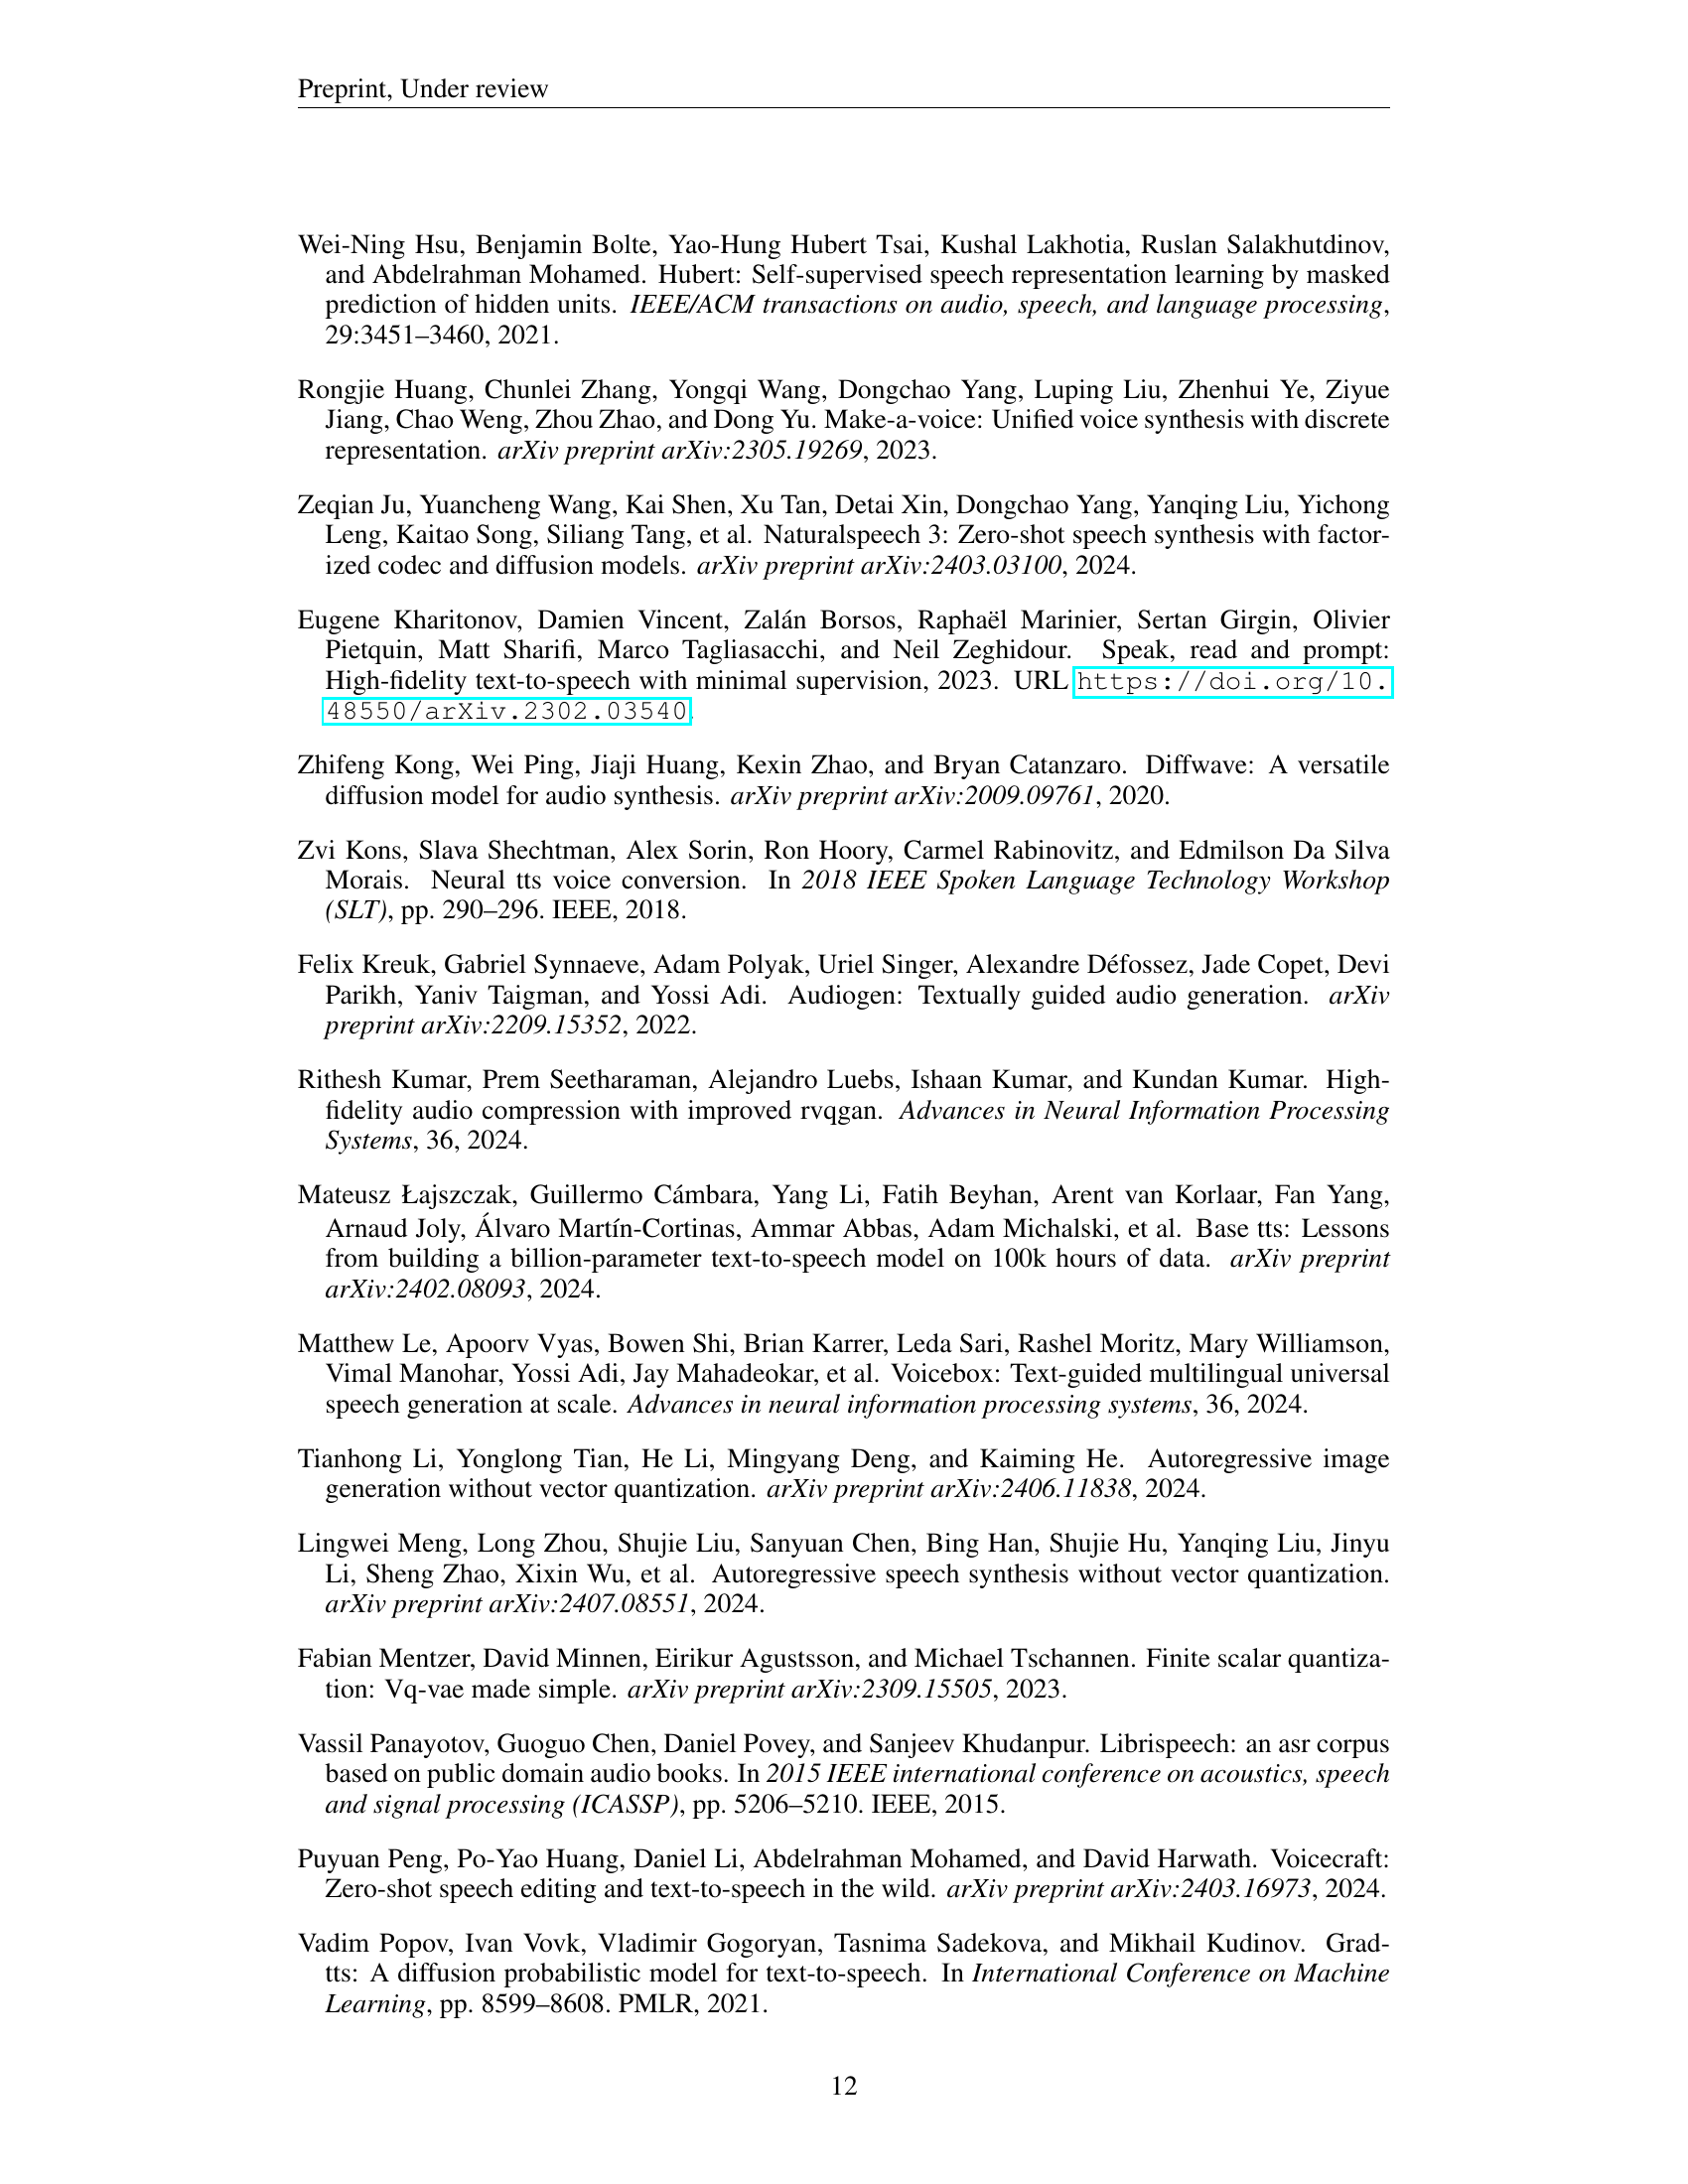 Preprint, Under review
Wei-Ning Hsu, Benjamin Bolte, Yao-Hung Hubert Tsai, Kushal Lakhotia, Ruslan Salakhutdinov,
and Abdelrahman Mohamed. Hubert: Self-supervised speech representation learning by masked
prediction of hidden units. IEEE/ACM transactions on audio, speech, and language processing,
29:3451–3460, 2021.
Rongjie Huang, Chunlei Zhang, Yongqi Wang, Dongchao Yang, Luping Liu, Zhenhui Ye, Ziyue
Jiang, Chao Weng, Zhou Zhao, and Dong Yu. Make-a-voice: Unified voice synthesis with discrete
representation. arXiv preprint arXiv:2305.19269, 2023.
Zeqian Ju, Yuancheng Wang, Kai Shen, Xu Tan, Detai Xin, Dongchao Yang, Yanqing Liu, Yichong
Leng, Kaitao Song, Siliang Tang, et al. Naturalspeech 3: Zero-shot speech synthesis with factor-
ized codec and diffusion models. arXiv preprint arXiv:2403.03100, 2024.
Eugene Kharitonov, Damien Vincent, Zalán Borsos, Raphaël Marinier, Sertan Girgin, Olivier
Pietquin, Matt Sharifi, Marco Tagliasacchi, and Neil Zeghidour. Speak, read and prompt:
High-fidelity text-to-speech with minimal supervision, 2023. URL https://doi.org/10.
48550/arXiv.2302.03540.
Zhifeng Kong, Wei Ping, Jiaji Huang, Kexin Zhao, and Bryan Catanzaro. Diffwave: A versatile
diffusion model for audio synthesis. arXiv preprint arXiv:2009.09761, 2020.
Zvi Kons, Slava Shechtman, Alex Sorin, Ron Hoory, Carmel Rabinovitz, and Edmilson Da Silva
Morais. Neural tts voice conversion. In 2018 IEEE Spoken Language Technology Workshop
(SLT), pp. 290–296. IEEE, 2018.
Felix Kreuk, Gabriel Synnaeve, Adam Polyak, Uriel Singer, Alexandre Défossez, Jade Copet, Devi
Parikh, Yaniv Taigman, and Yossi Adi. Audiogen: Textually guided audio generation. arXiv
preprint arXiv:2209.15352, 2022.
Rithesh Kumar, Prem Seetharaman, Alejandro Luebs, Ishaan Kumar, and Kundan Kumar. High-
fidelity audio compression with improved rvqgan. Advances in Neural Information Processing
Systems, 36, 2024.
Mateusz Łajszczak, Guillermo Cámbara, Yang Li, Fatih Beyhan, Arent van Korlaar, Fan Yang,
Arnaud Joly, Álvaro Martín-Cortinas, Ammar Abbas, Adam Michalski, et al. Base tts: Lessons
from building a billion-parameter text-to-speech model on 100k hours of data. arXiv preprint
arXiv:2402.08093, 2024.
Matthew Le, Apoorv Vyas, Bowen Shi, Brian Karrer, Leda Sari, Rashel Moritz, Mary Williamson,
Vimal Manohar, Yossi Adi, Jay Mahadeokar, et al. Voicebox: Text-guided multilingual universal
speech generation at scale. Advances in neural information processing systems, 36, 2024.
Tianhong Li, Yonglong Tian, He Li, Mingyang Deng, and Kaiming He. Autoregressive image
generation without vector quantization. arXiv preprint arXiv:2406.11838, 2024.
Lingwei Meng, Long Zhou, Shujie Liu, Sanyuan Chen, Bing Han, Shujie Hu, Yanqing Liu, Jinyu
Li, Sheng Zhao, Xixin Wu, et al. Autoregressive speech synthesis without vector quantization.
arXiv preprint arXiv:2407.08551, 2024.
Fabian Mentzer, David Minnen, Eirikur Agustsson, and Michael Tschannen. Finite scalar quantiza-
tion: Vq-vae made simple. arXiv preprint arXiv:2309.15505, 2023.
Vassil Panayotov, Guoguo Chen, Daniel Povey, and Sanjeev Khudanpur. Librispeech: an asr corpus
based on public domain audio books. In 2015 IEEE international conference on acoustics, speech
and signal processing (ICASSP), pp. 5206–5210. IEEE, 2015.
Puyuan Peng, Po-Yao Huang, Daniel Li, Abdelrahman Mohamed, and David Harwath. Voicecraft:
Zero-shot speech editing and text-to-speech in the wild. arXiv preprint arXiv:2403.16973, 2024.
Vadim Popov, Ivan Vovk, Vladimir Gogoryan, Tasnima Sadekova, and Mikhail Kudinov. Grad-
tts: A diffusion probabilistic model for text-to-speech. In International Conference on Machine
Learning, pp. 8599–8608. PMLR, 2021.
12